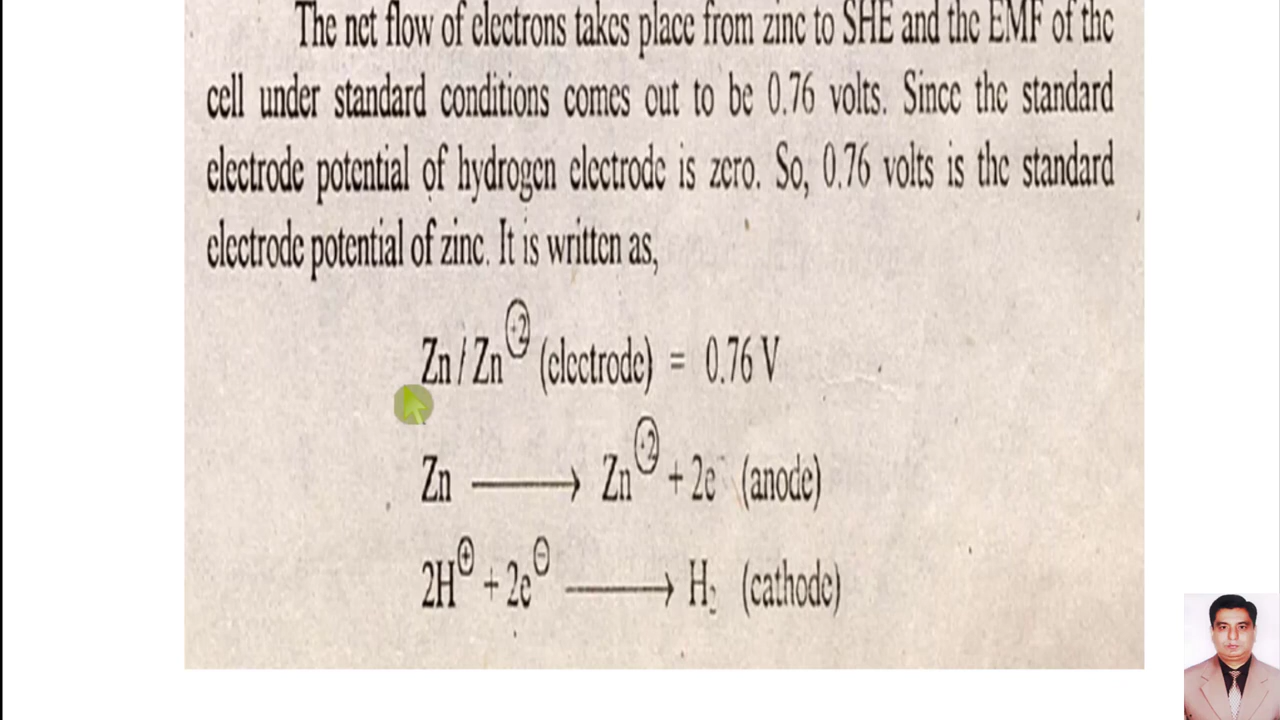 The net flow of electrons takes place from zinc to SHE and the EMF of the
cell under standard conditions comes out to be 0.76 volts. Since the standard
electrode potential of hydrogen electrode is zero. So, 0.76 volts is the standard
electrode potential of zinc. It is written as,
Zn / Zn⁺² (electrode) = 0.76 V
Zn ⟶ Zn⁺² + 2e⁻ (anode)
2H⊕ + 2e⊖ ⟶ H₂ (cathode)